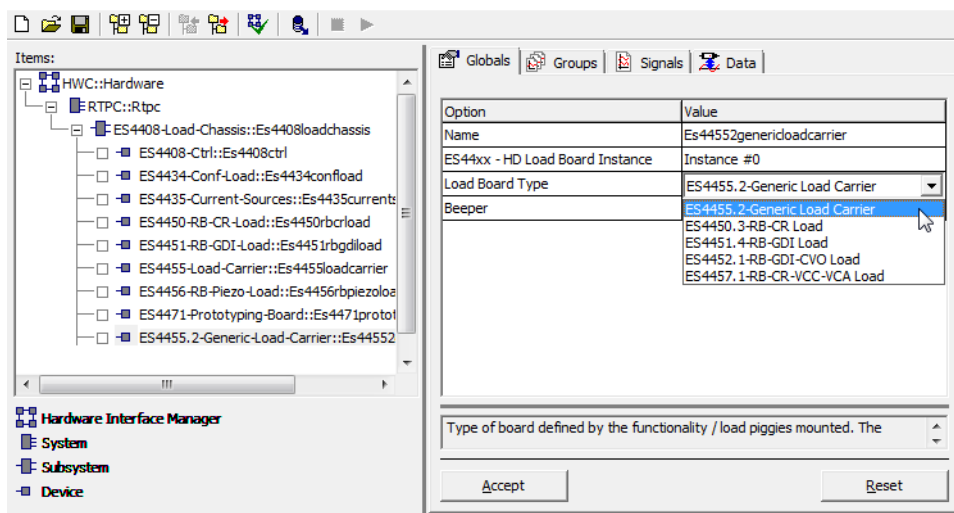 Items:
HWC::Hardware
RTPC::Rtpc
ES4408-Load-Chassis::Es4408loadchassis
ES4408-Ctrl::Es4408ctrl
ES4434-Conf-Load::Es4434confload
ES4435-Current-Sources::Es4435currents
ES4450-RB-CR-Load::Es4450rbcrload
ES4451-RB-GDI-Load::Es4451rbgdiload
ES4455-Load-Carrier::Es4455loadcarrier
ES4456-RB-Piezo-Load::Es4456rbpiezoloa
ES4471-Prototyping-Board::Es4471protot
ES4455.2-Generic-Load-Carrier::Es44552
Hardware Interface Manager
System
Subsystem
Device
Globals Groups Signals Data
Option Value
Name Es44552genericloadcarrier
ES44xx - HD Load Board Instance Instance #0
Load Board Type ES4455.2-Generic Load Carrier
Beeper
ES4455.2-Generic Load Carrier
ES4450.3-RB-CR Load
ES4451.4-RB-GDI Load
ES4452.1-RB-GDI-CVO Load
ES4457.1-RB-CR-VCC-VCA Load
Type of board defined by the functionality / load piggies mounted. The
Accept Reset